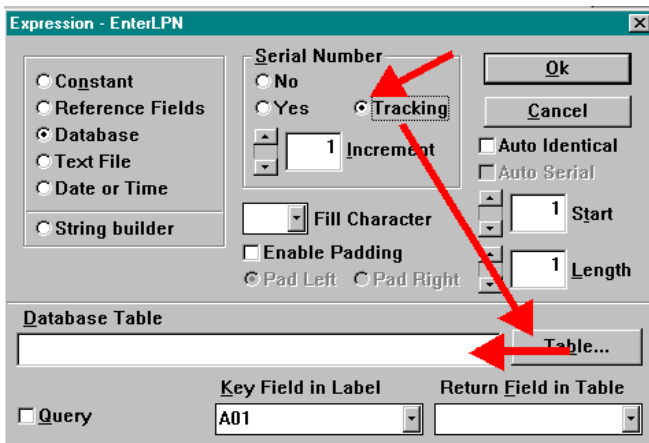 Expression - EnterLPN
Constant
Reference Fields
Database
Text File
Date or Time
String builder
Serial Number
No
Yes
Tracking
1 Increment
Fill Character
Enable Padding
Pad Left Pad Right
Ok
Cancel
Auto Identical
Auto Serial
1 Start
1 Length
Database Table
Table...
Key Field in Label Return Field in Table
Query A01